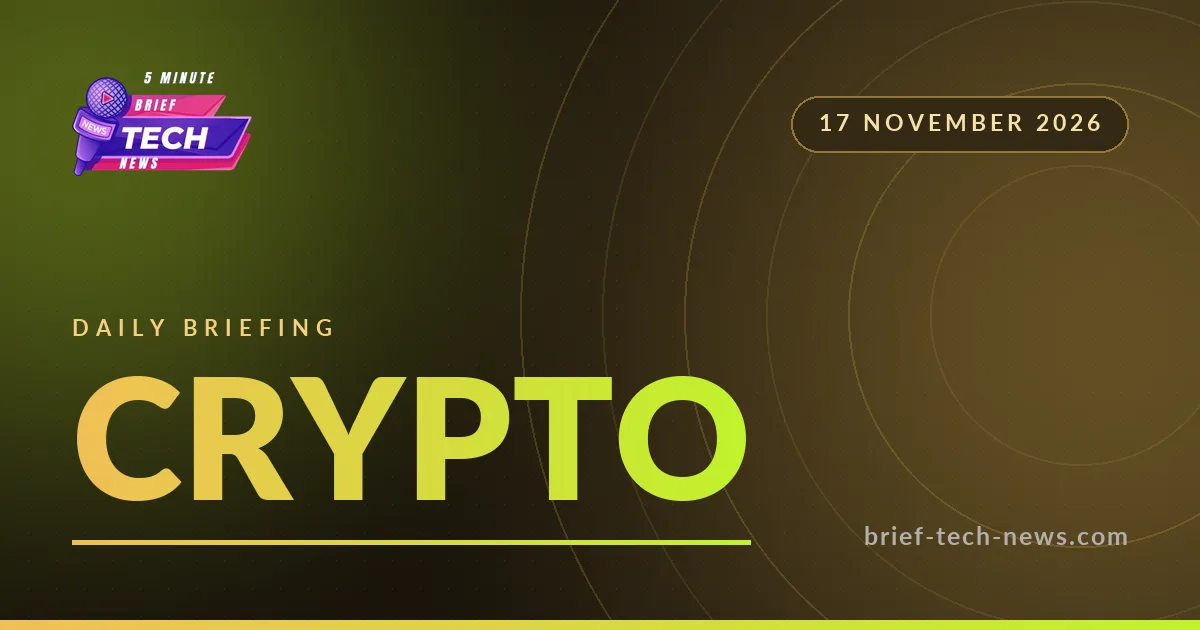 5 MINUTE
BRIEF
NEWS
TECH
NEWS
17 NOVEMBER 2026
DAILY BRIEFING
CRYPTO
brief-tech-news.com